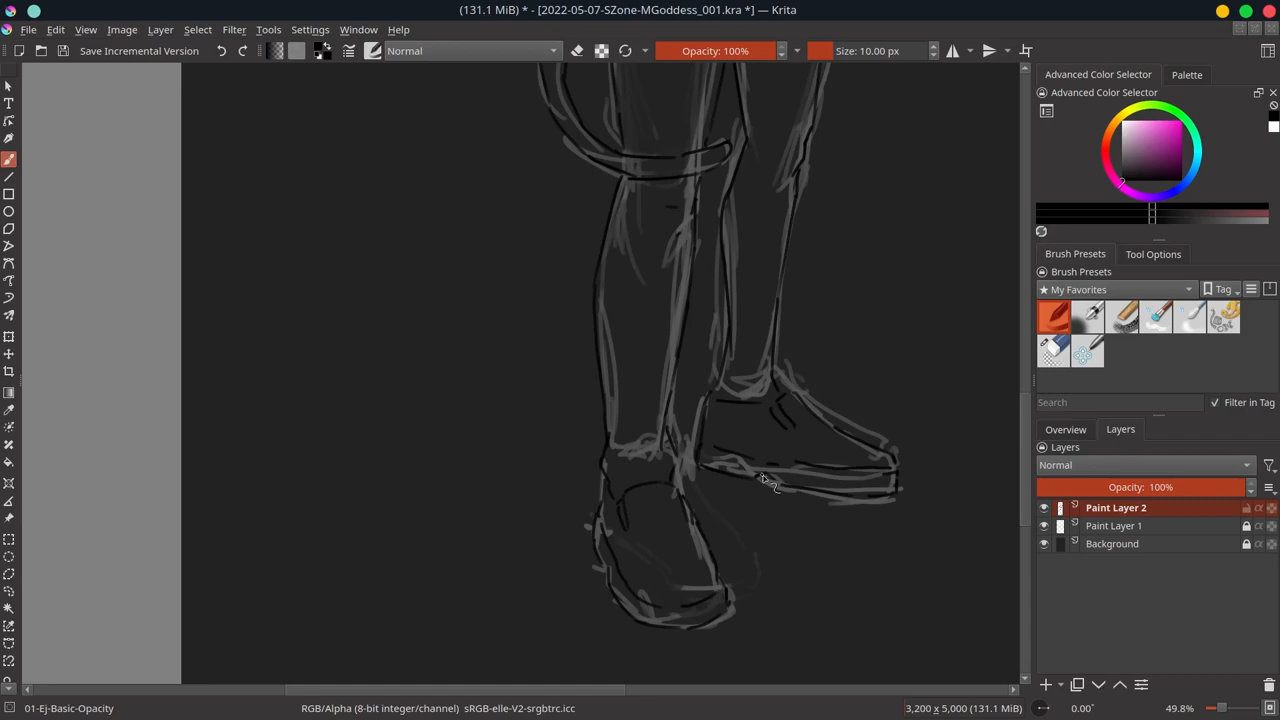 (131.1 MiB) * - [2022-05-07-SZone-MGoddess_001.kra *] — Krita
File Edit View Image Filter Tools Settings Window Help
Layer Select
Save Incremental Version
Normal
Opacity: 100%
Size: 10.00 px
Advanced Color Selector
Palette
Advanced Color Selector
Brush Presets
Tool Options
Brush Presets
★ My Favorites
Tag
Search
Filter in Tag
Overview
Layers
Layers
Normal
Opacity: 100%
Paint Layer 2
Paint Layer 1
Background
01-Ej-Basic-Opacity
RGB/Alpha (8-bit integer/channel) sRGB-elle-V2-srgbtrc.icc
3,200 x 5,000 (131.1 MiB)
0.00°
49.8%